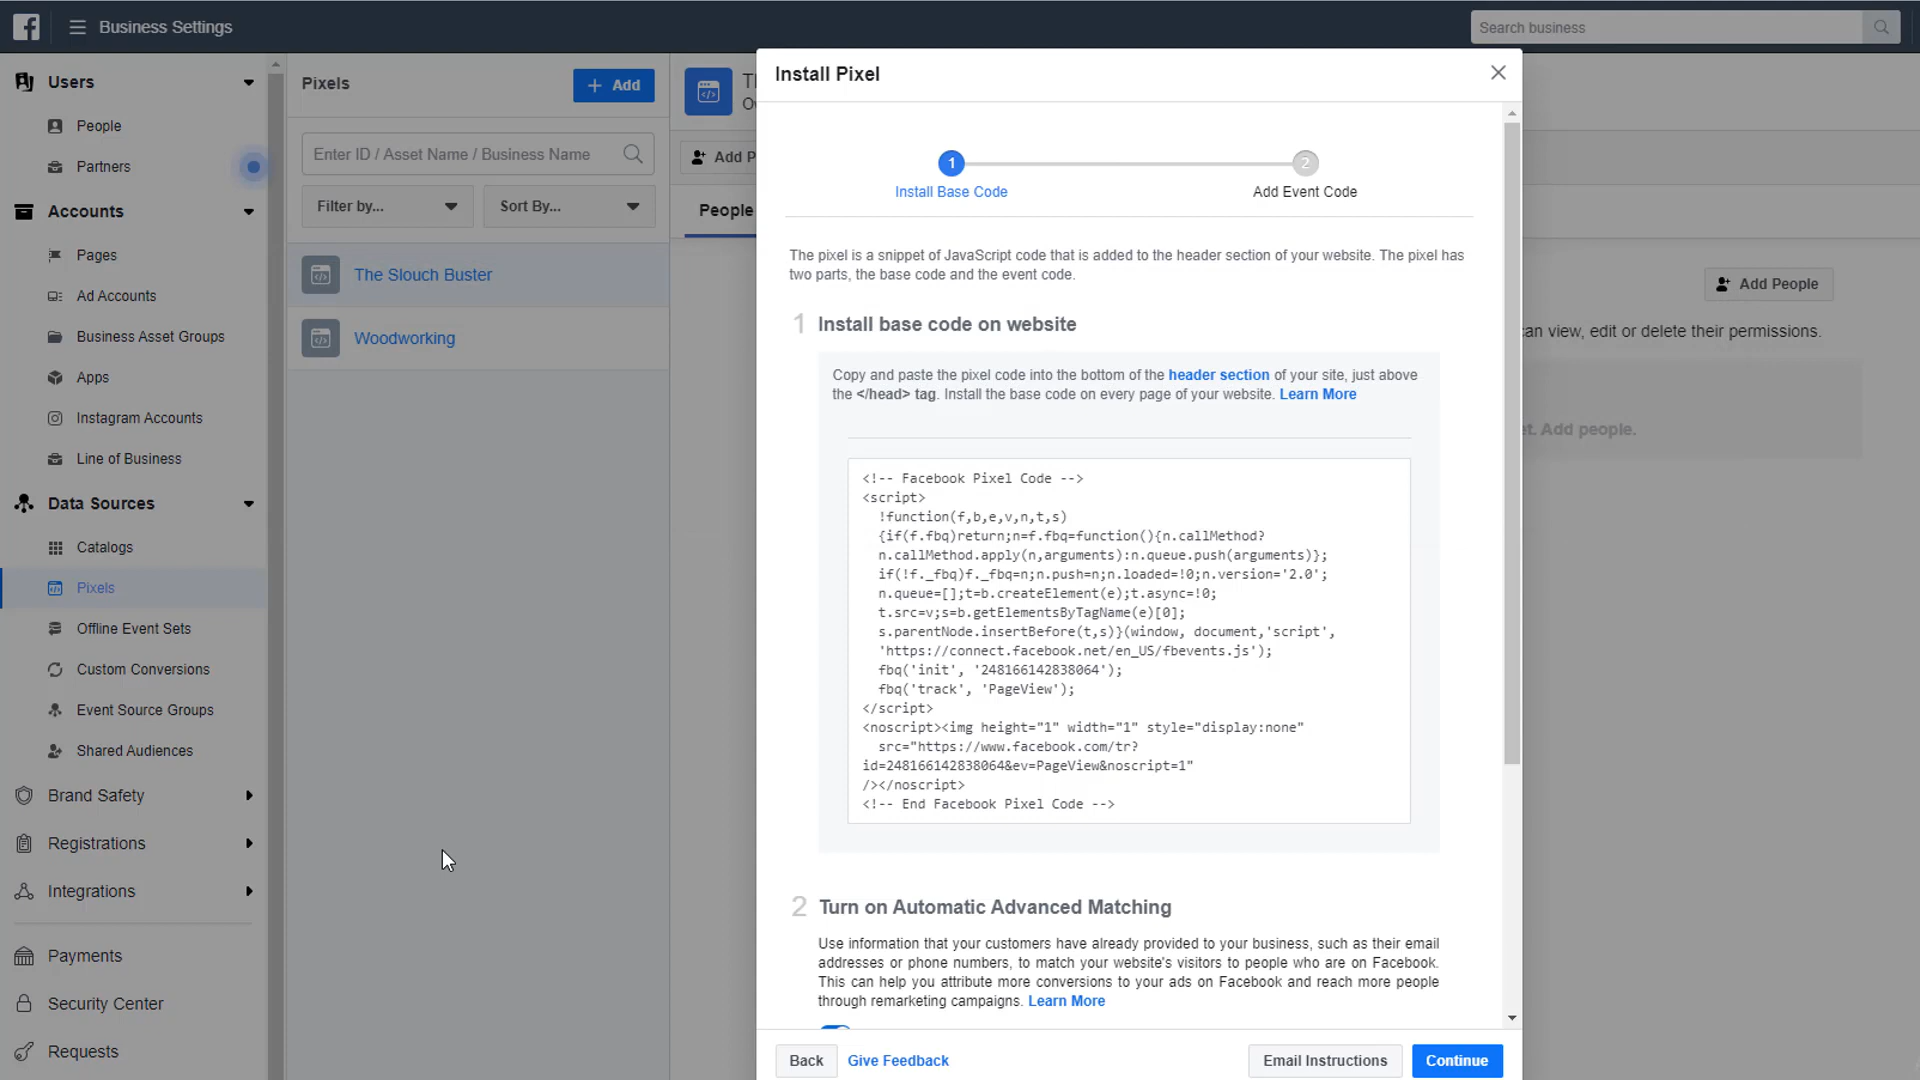 Business Settings
Search business
Users
People
Partners
Accounts
Pages
Ad Accounts
Business Asset Groups
Apps
Instagram Accounts
Line of Business
Data Sources
Catalogs
Pixels
Offline Event Sets
Custom Conversions
Event Source Groups
Shared Audiences
Brand Safety
Registrations
Integrations
Payments
Security Center
Requests
Pixels
+ Add
Enter ID / Asset Name / Business Name
Filter by...
Sort By...
The Slouch Buster
Woodworking
Add P
People
Add People
can view, edit or delete their permissions.
et. Add people.
Install Pixel
1
2
Install Base Code
Add Event Code
The pixel is a snippet of JavaScript code that is added to the header section of your website. The pixel has
two parts, the base code and the event code.
1 Install base code on website
Copy and paste the pixel code into the bottom of the header section of your site, just above
the </head> tag. Install the base code on every page of your website. Learn More
<!-- Facebook Pixel Code -->
<script>
!function(f,b,e,v,n,t,s)
{if(f.fbq)return;n=f.fbq=function(){n.callMethod?
n.callMethod.apply(n,arguments):n.queue.push(arguments)};
if(!f._fbq)f._fbq=n;n.push=n;n.loaded=!0;n.version='2.0';
n.queue=[];t=b.createElement(e);t.async=!0;
t.src=v;s=b.getElementsByTagName(e)[0];
s.parentNode.insertBefore(t,s)}(window, document,'script',
'https://connect.facebook.net/en_US/fbevents.js');
fbq('init', '248166142838064');
fbq('track', 'PageView');
</script>
<noscript><img height="1" width="1" style="display:none"
src="https://www.facebook.com/tr?
id=248166142838064&ev=PageView&noscript=1"
/></noscript>
<!-- End Facebook Pixel Code -->
2 Turn on Automatic Advanced Matching
Use information that your customers have already provided to your business, such as their email
addresses or phone numbers, to match your website's visitors to people who are on Facebook.
This can help you attribute more conversions to your ads on Facebook and reach more people
through remarketing campaigns. Learn More
Back
Give Feedback
Email Instructions
Continue